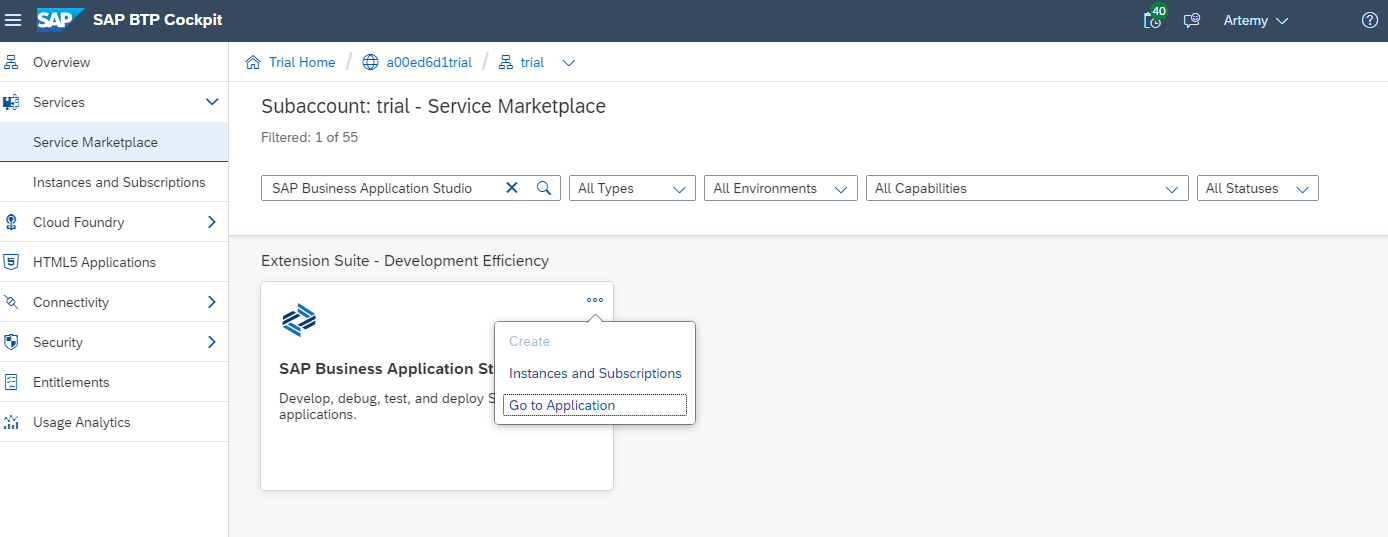 SAP SAP BTP Cockpit 40 Artemy
Overview
Services
Service Marketplace
Instances and Subscriptions
Cloud Foundry
HTML5 Applications
Connectivity
Security
Entitlements
Usage Analytics
Trial Home / a00ed6d1trial / trial
Subaccount: trial - Service Marketplace
Filtered: 1 of 55
SAP Business Application Studio All Types All Environments All Capabilities All Statuses
Extension Suite - Development Efficiency
SAP Business Application
Develop, debug, test, and deploy
applications.
Create
Instances and Subscriptions
Go to Application